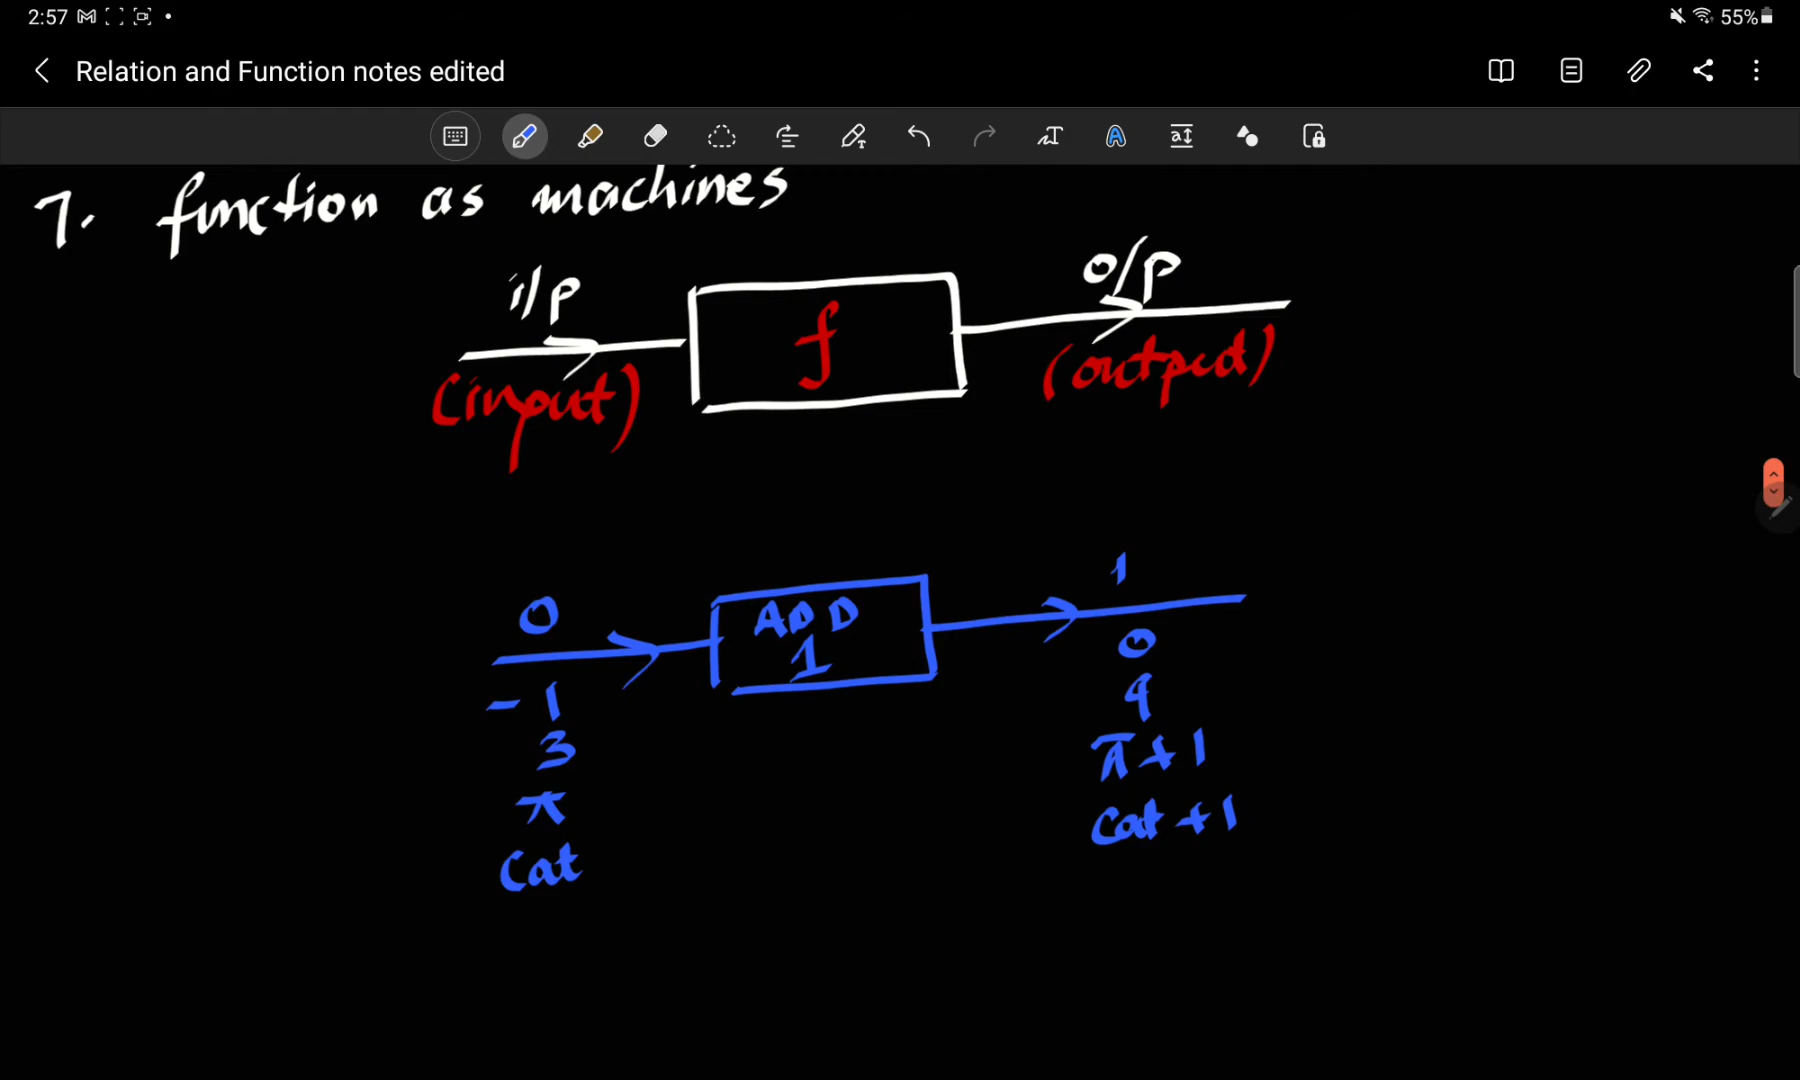 2:57 55%
Relation and Function notes edited
7. function as machines
i/p f o/p
(input) (output)
0 ADD 1 1
-1 0
3 4
π π+1
Cat Cat+1